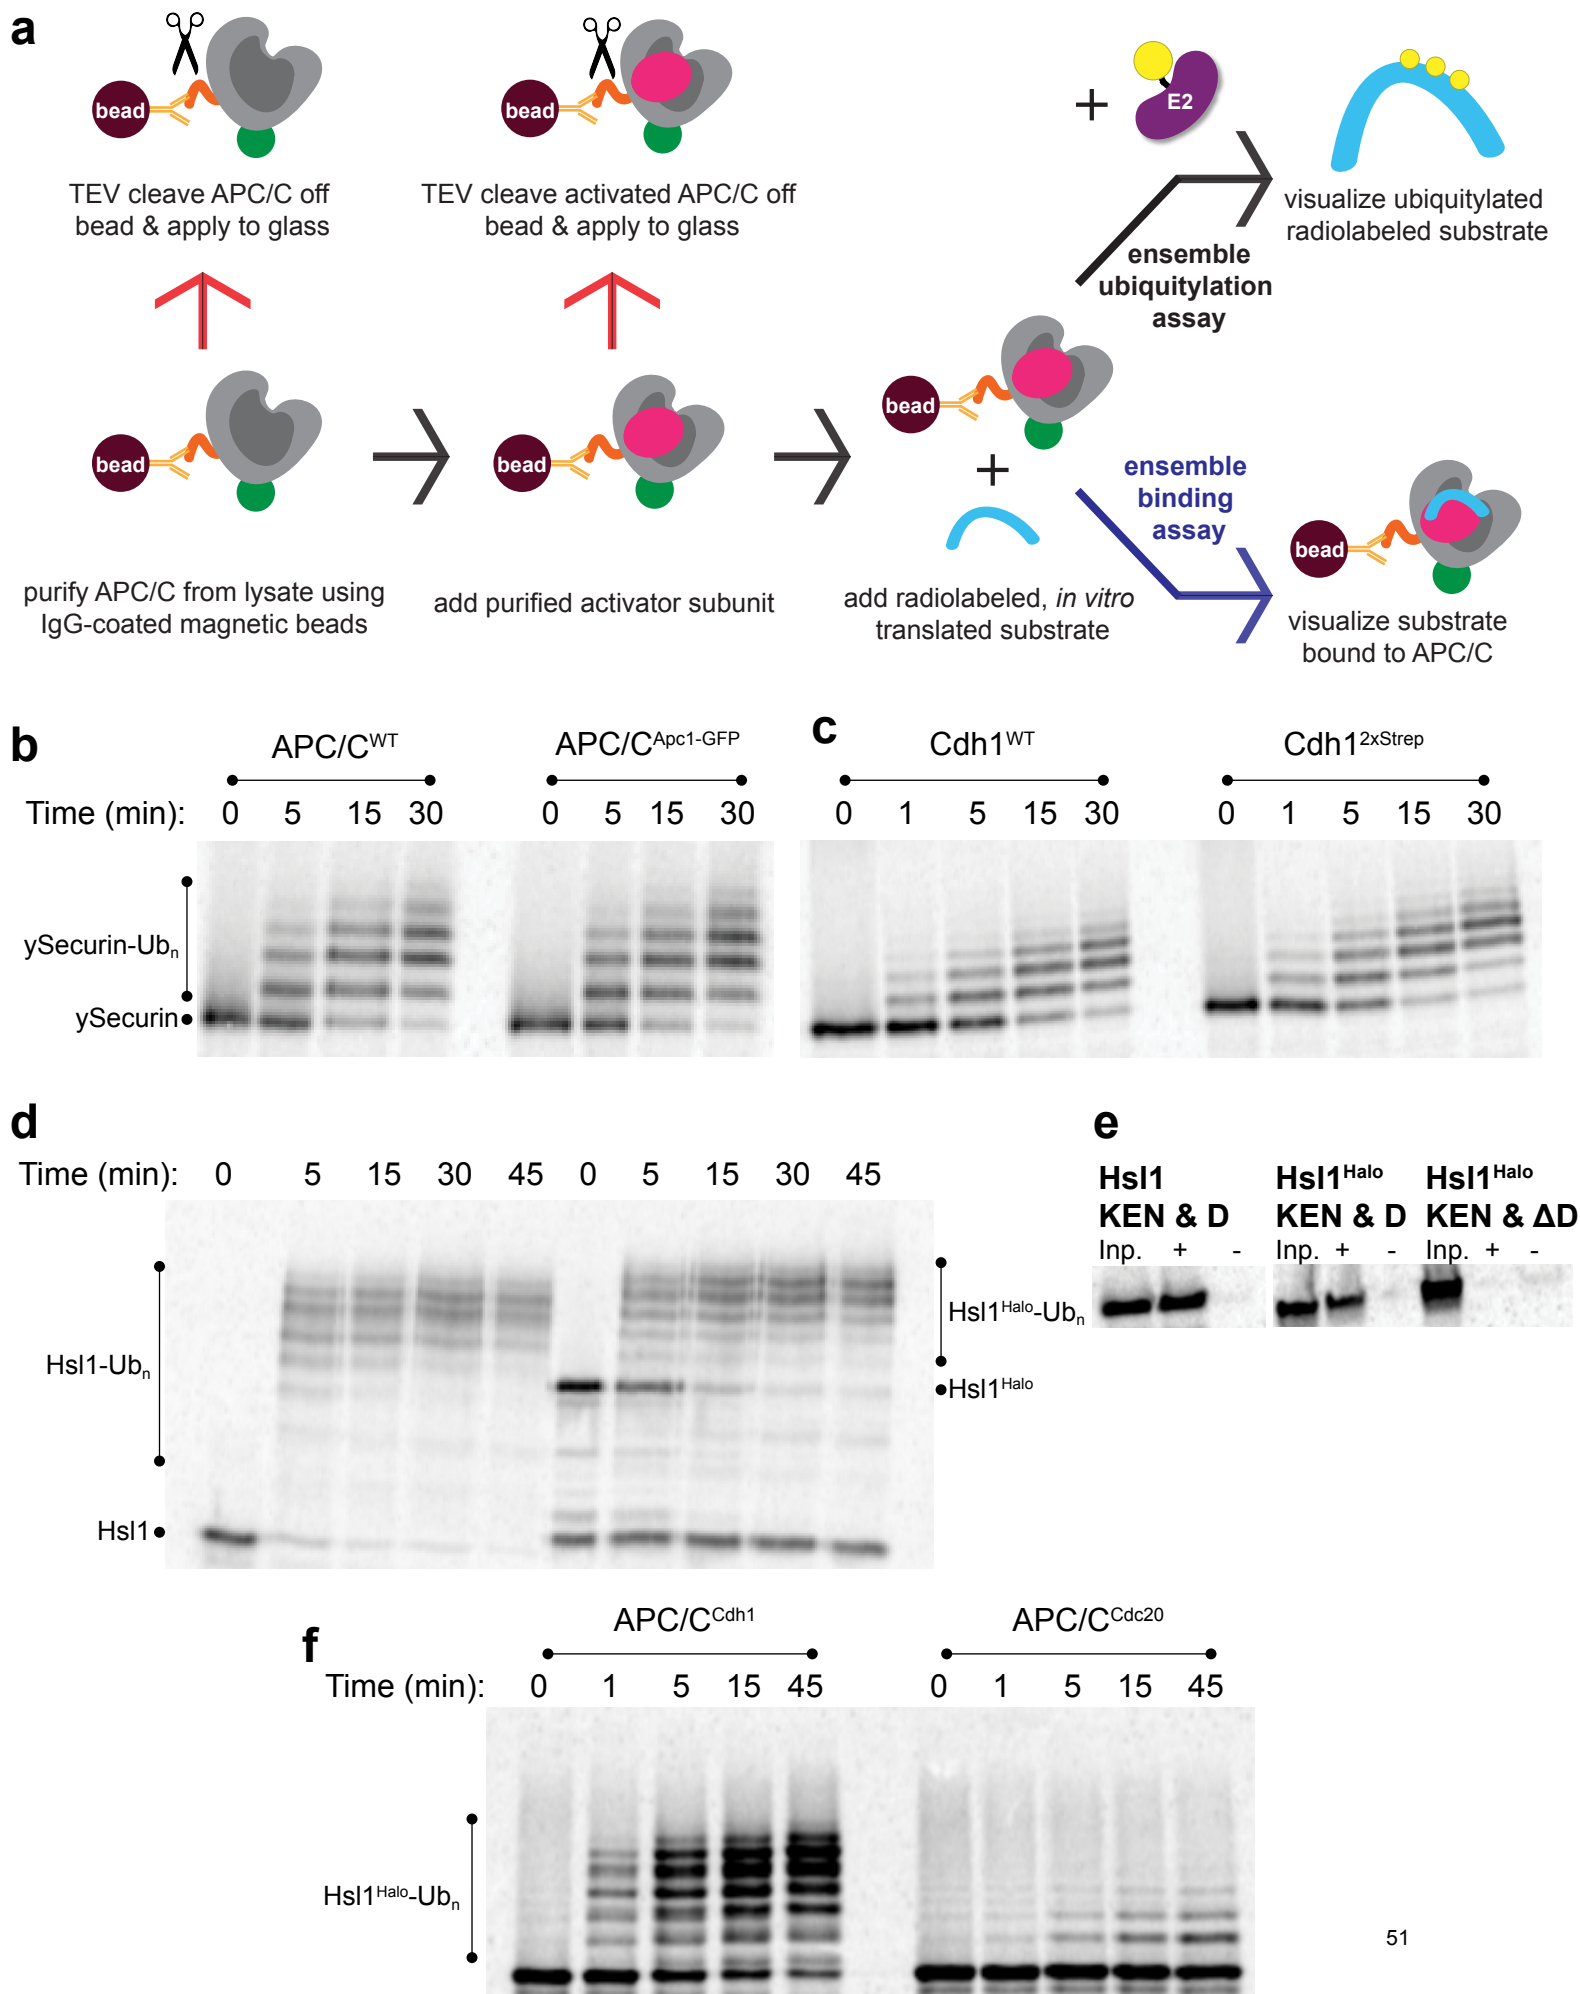 a
bead
TEV cleave APC/C off
bead & apply to glass
bead
TEV cleave activated APC/C off
bead & apply to glass
+
E2
visualize ubiquitylated
radiolabeled substrate
ensemble
ubiquitylation
assay
bead
purify APC/C from lysate using
IgG-coated magnetic beads
bead
add purified activator subunit
bead
+
add radiolabeled, in vitro
translated substrate
ensemble
binding
assay
bead
visualize substrate
bound to APC/C
b
APC/CWT
APC/CApc1-GFP
Time (min): 0 5 15 30 0 5 15 30
ySecurin-Ubn
ySecurin
c
Cdh1WT
Cdh12xStrep
0 1 5 15 30 0 1 5 15 30
d
Time (min): 0 5 15 30 45 0 5 15 30 45
Hsl1-Ubn
Hsl1
Hsl1Halo-Ubn
Hsl1Halo
e
Hsl1
KEN & D
Inp. + -
Hsl1Halo
KEN & D
Inp. + -
Hsl1Halo
KEN & ΔD
Inp. + -
f
APC/CCdh1
APC/CCdc20
Time (min): 0 1 5 15 45 0 1 5 15 45
Hsl1Halo-Ubn
51